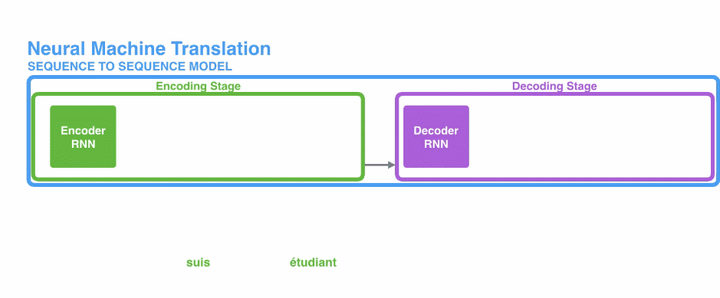 Neural Machine Translation
SEQUENCE TO SEQUENCE MODEL
Encoding Stage
Decoding Stage
Encoder
RNN
Decoder
RNN
suis
étudiant